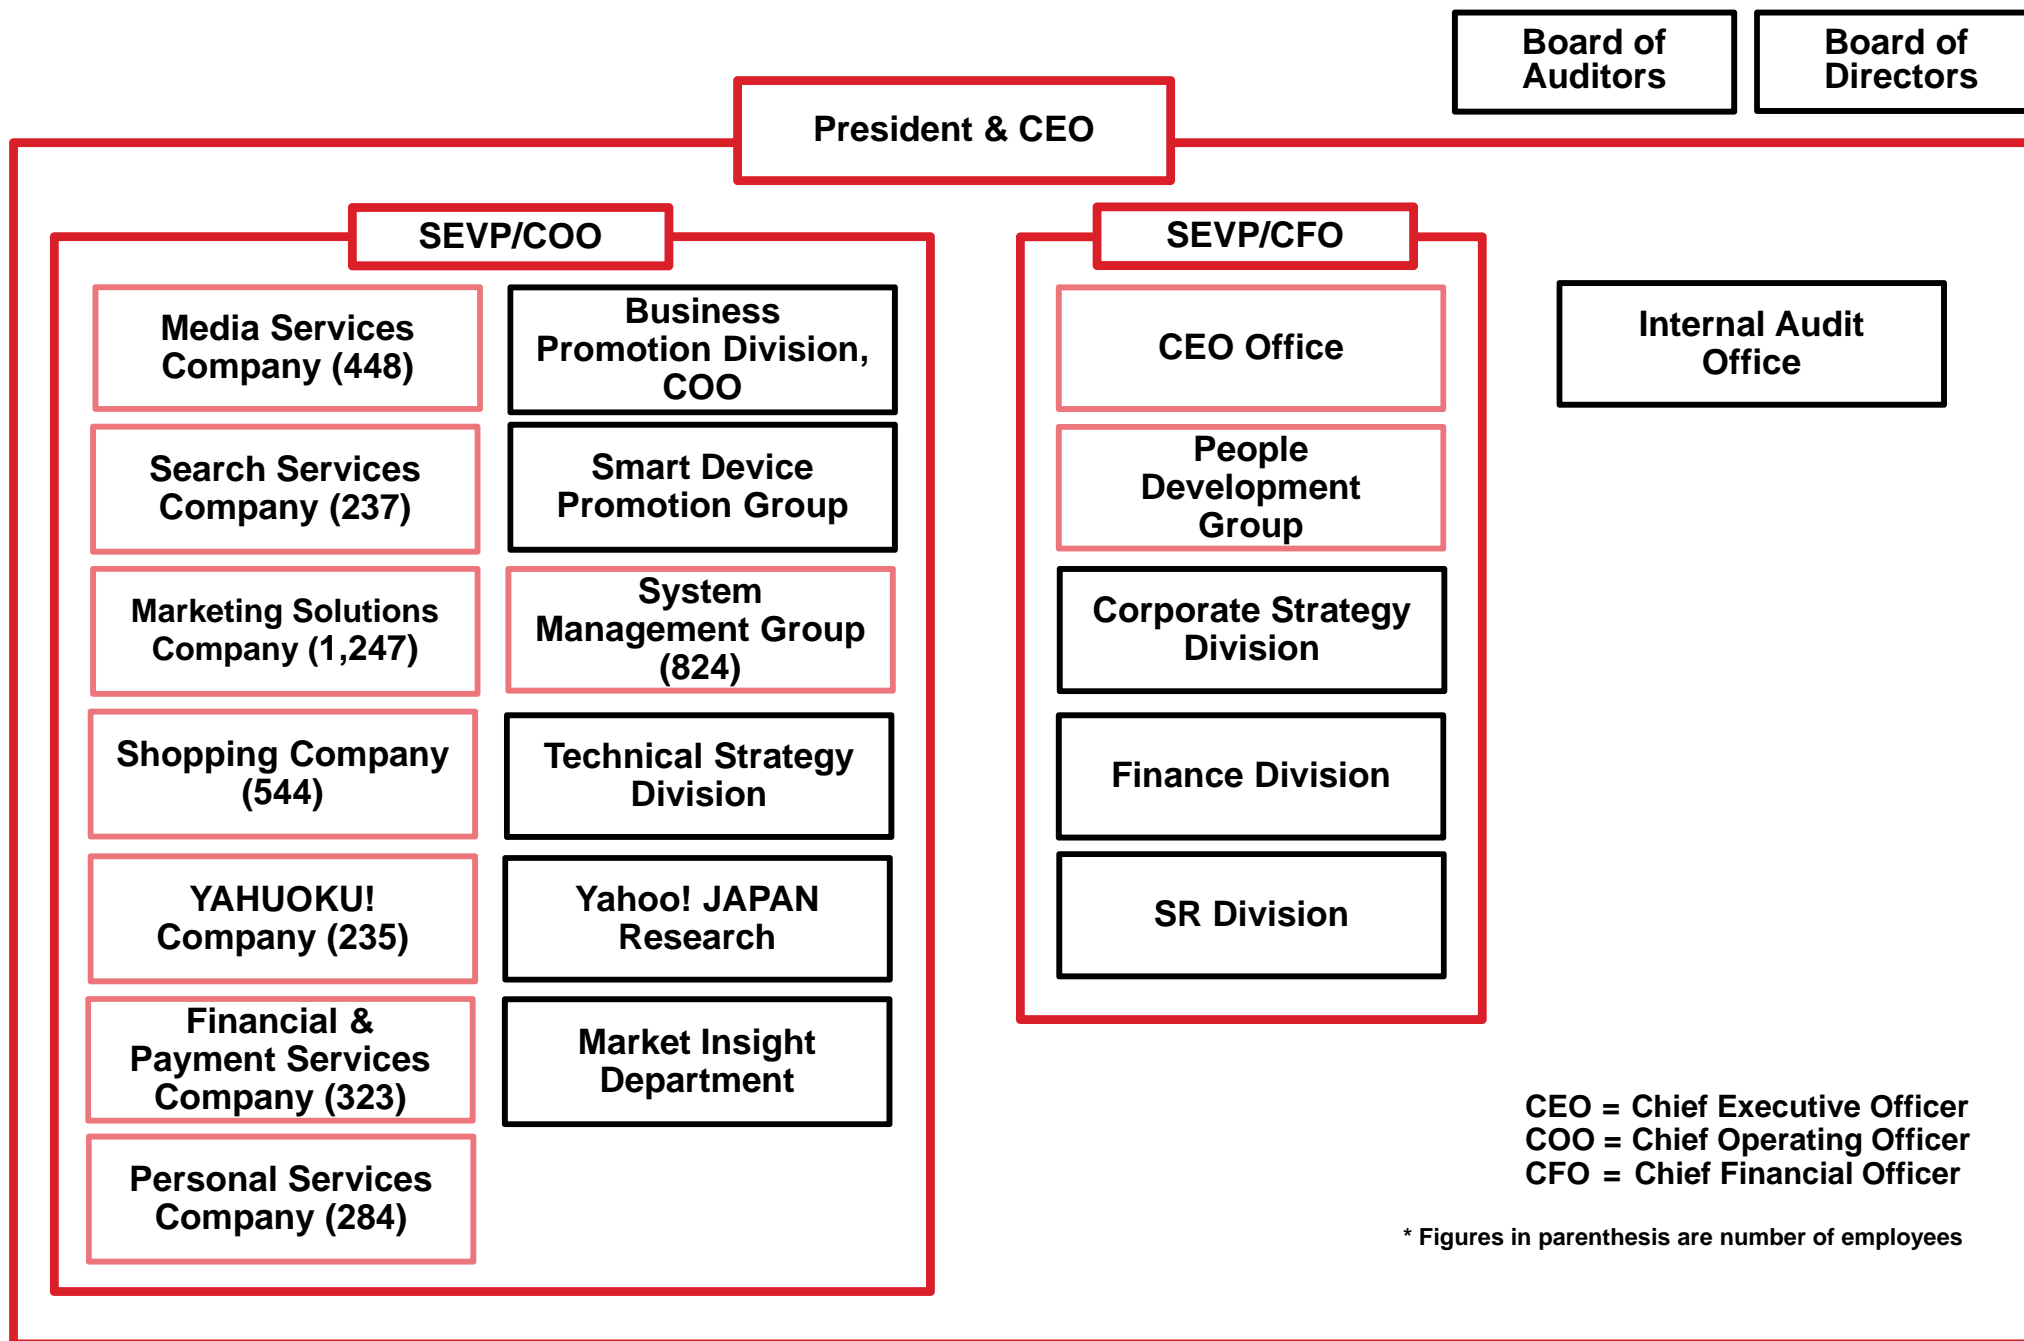 Board of
Auditors
Board of
Directors
President & CEO
SEVP/COO
Media Services
Company (448)
Search Services
Company (237)
Marketing Solutions
Company (1,247)
Shopping Company
(544)
YAHUOKU!
Company (235)
Financial &
Payment Services
Company (323)
Personal Services
Company (284)
Business
Promotion Division,
COO
Smart Device
Promotion Group
System
Management Group
(824)
Technical Strategy
Division
Yahoo! JAPAN
Research
Market Insight
Department
SEVP/CFO
CEO Office
People
Development
Group
Corporate Strategy
Division
Finance Division
SR Division
Internal Audit
Office
CEO = Chief Executive Officer
COO = Chief Operating Officer
CFO = Chief Financial Officer
* Figures in parenthesis are number of employees